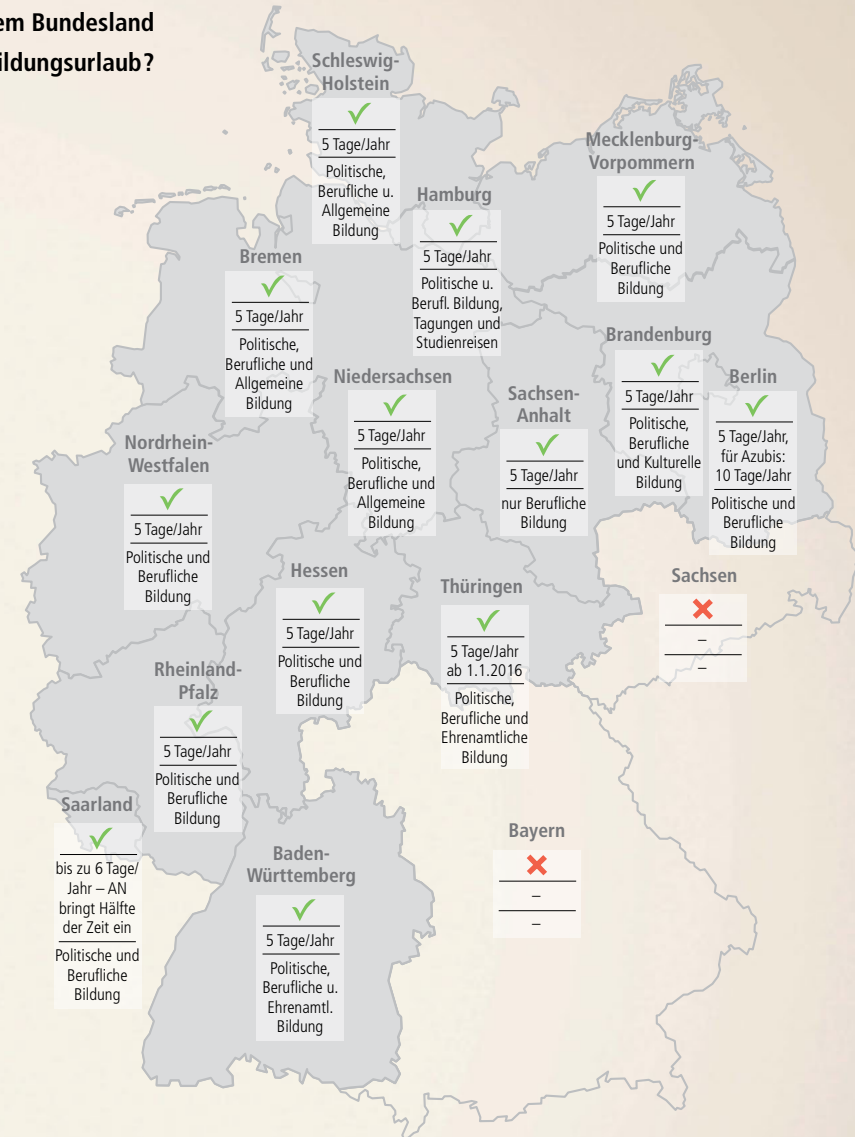 em Bundesland
ildungsurlaub?
Schleswig-
Holstein
5 Tage/Jahr
Politische,
Berufliche u.
Allgemeine
Bildung
Mecklenburg-
Vorpommern
5 Tage/Jahr
Politische und
Berufliche
Bildung
Hamburg
5 Tage/Jahr
Politische u.
Berufl. Bildung,
Tagungen und
Studienreisen
Bremen
5 Tage/Jahr
Politische,
Berufliche und
Allgemeine
Bildung
Niedersachsen
5 Tage/Jahr
Politische,
Berufliche und
Allgemeine
Bildung
Sachsen-
Anhalt
5 Tage/Jahr
nur Berufliche
Bildung
Brandenburg
5 Tage/Jahr
Politische,
Berufliche
und Kulturelle
Bildung
Berlin
5 Tage/Jahr,
für Azubis:
10 Tage/Jahr
Politische und
Berufliche
Bildung
Nordrhein-
Westfalen
5 Tage/Jahr
Politische und
Berufliche
Bildung
Hessen
5 Tage/Jahr
Politische und
Berufliche
Bildung
Thüringen
5 Tage/Jahr
ab 1.1.2016
Politische,
Berufliche und
Ehrenamtliche
Bildung
Sachsen
–
–
Rheinland-
Pfalz
5 Tage/Jahr
Politische und
Berufliche
Bildung
Saarland
bis zu 6 Tage/
Jahr – AN
bringt Hälfte
der Zeit ein
Politische und
Berufliche
Bildung
Baden-
Württemberg
5 Tage/Jahr
Politische,
Berufliche u.
Ehrenamtl.
Bildung
Bayern
–
–